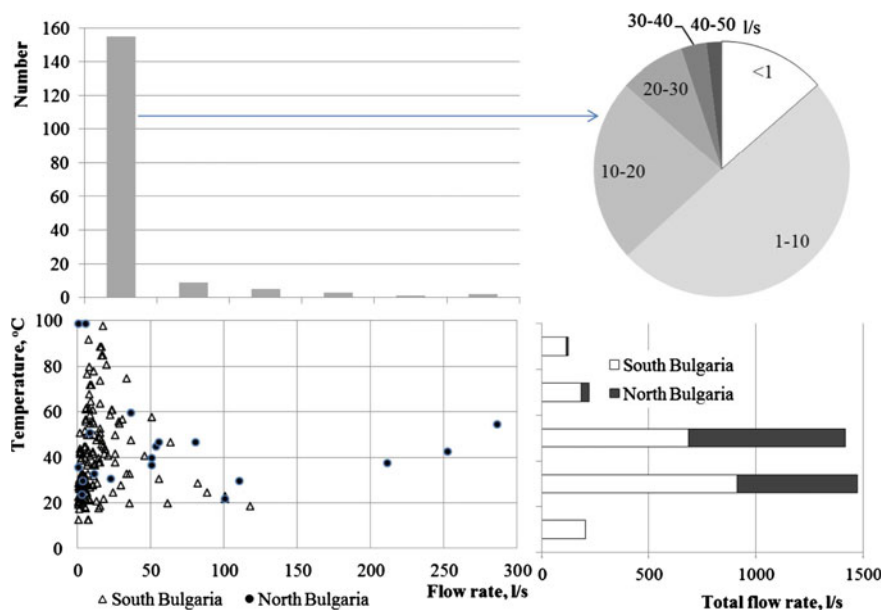 Number
160
140
120
100
80
60
40
20
0
30-40
40-50 l/s
<1
20-30
10-20
1-10
Temperature, °C
100
80
60
40
20
0
0 50 100 150 200 250 300
Flow rate, l/s
South Bulgaria North Bulgaria
South Bulgaria
North Bulgaria
0 500 1000 1500
Total flow rate, l/s